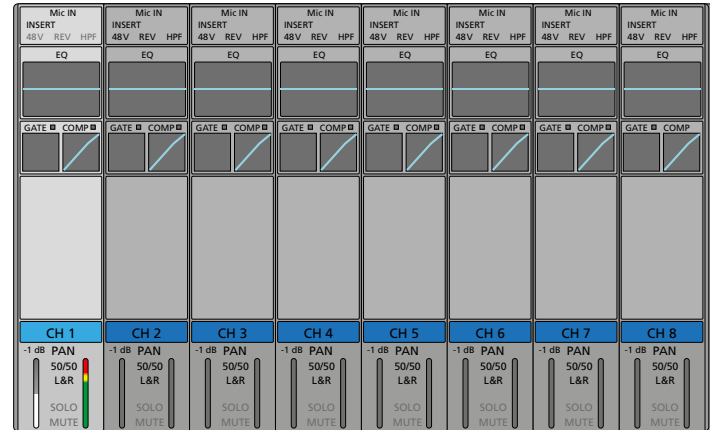 Mic IN Mic IN Mic IN Mic IN Mic IN Mic IN Mic IN Mic IN
INSERT INSERT INSERT INSERT INSERT INSERT INSERT INSERT
48V REV HPF 48V REV HPF 48V REV HPF 48V REV HPF 48V REV HPF 48V REV HPF 48V REV HPF 48V REV HPF
EQ EQ EQ EQ EQ EQ EQ EQ
GATE COMP GATE COMP GATE COMP GATE COMP GATE COMP GATE COMP GATE COMP GATE COMP
CH 1 CH 2 CH 3 CH 4 CH 5 CH 6 CH 7 CH 8
-1 dB PAN -1 dB PAN -1 dB PAN -1 dB PAN -1 dB PAN -1 dB PAN -1 dB PAN -1 dB PAN
50/50 50/50 50/50 50/50 50/50 50/50 50/50 50/50
L&R L&R L&R L&R L&R L&R L&R L&R
SOLO SOLO SOLO SOLO SOLO SOLO SOLO SOLO
MUTE MUTE MUTE MUTE MUTE MUTE MUTE MUTE